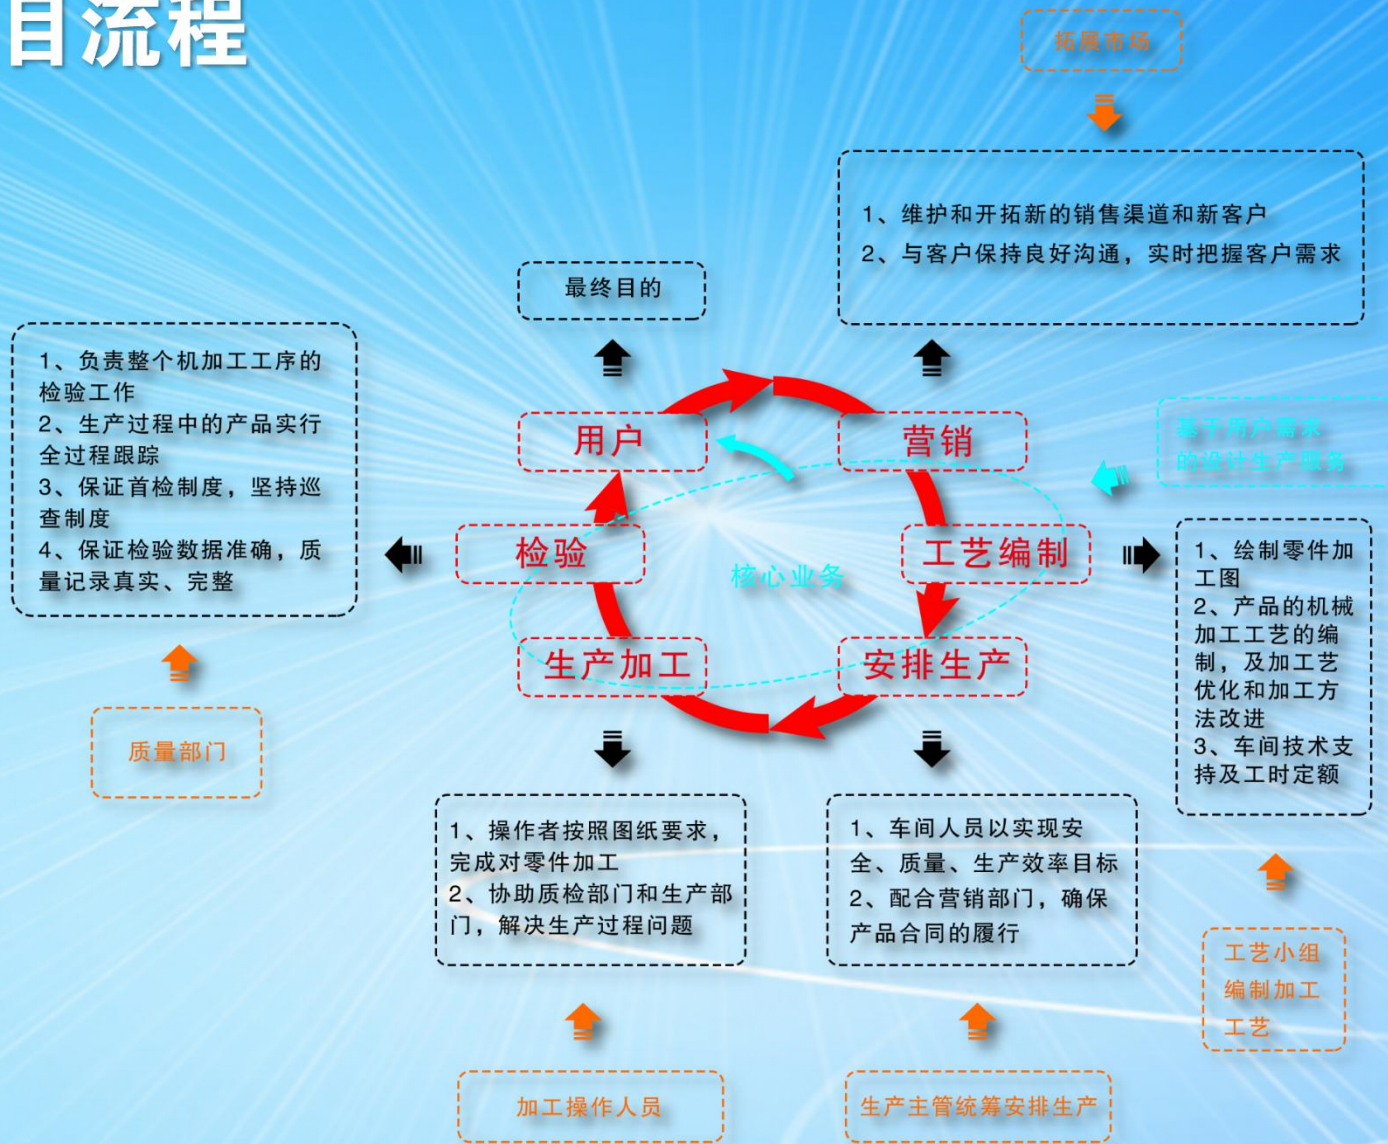 目流程
拓展市场
1、维护和开拓新的销售渠道和新客户
2、与客户保持良好沟通，实时把握客户需求
最终目的
1、负责整个机加工工序的
检验工作
2、生产过程中的产品实行
全过程跟踪
3、保证首检制度，坚持巡
查制度
4、保证检验数据准确，质
量记录真实、完整
质量部门
用户
营销
基于用户需求
的设计生产服务
检验
核心业务
工艺编制
生产加工
安排生产
1、绘制零件加
工图
2、产品的机械
加工工艺的编
制，及加工艺
优化和加工方
法改进
3、车间技术支
持及工时定额
1、操作者按照图纸要求，
完成对零件加工
2、协助质检部门和生产部
门，解决生产过程问题
1、车间人员以实现安
全、质量、生产效率目标
2、配合营销部门，确保
产品合同的履行
工艺小组
编制加工
工艺
加工操作人员
生产主管统筹安排生产